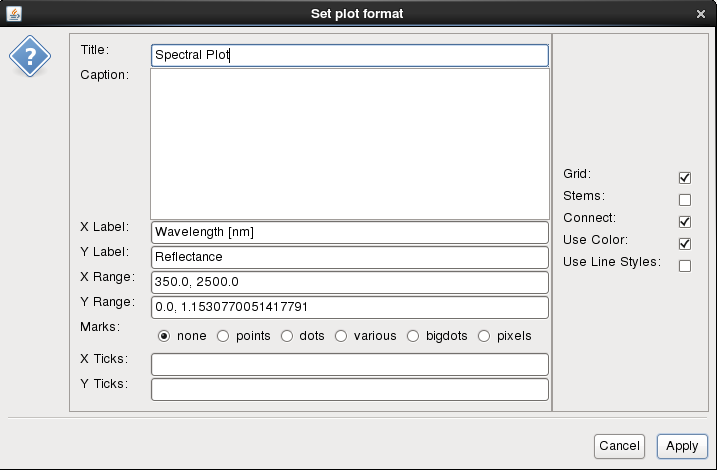 Set plot format
Title: Spectral Plot
Caption:
X Label: Wavelength [nm]
Y Label: Reflectance
X Range: 350.0, 2500.0
Y Range: 0.0, 1.1530770051417791
Marks: none points dots various bigdots pixels
X Ticks:
Y Ticks:
Grid:
Stems:
Connect:
Use Color:
Use Line Styles:
Cancel Apply